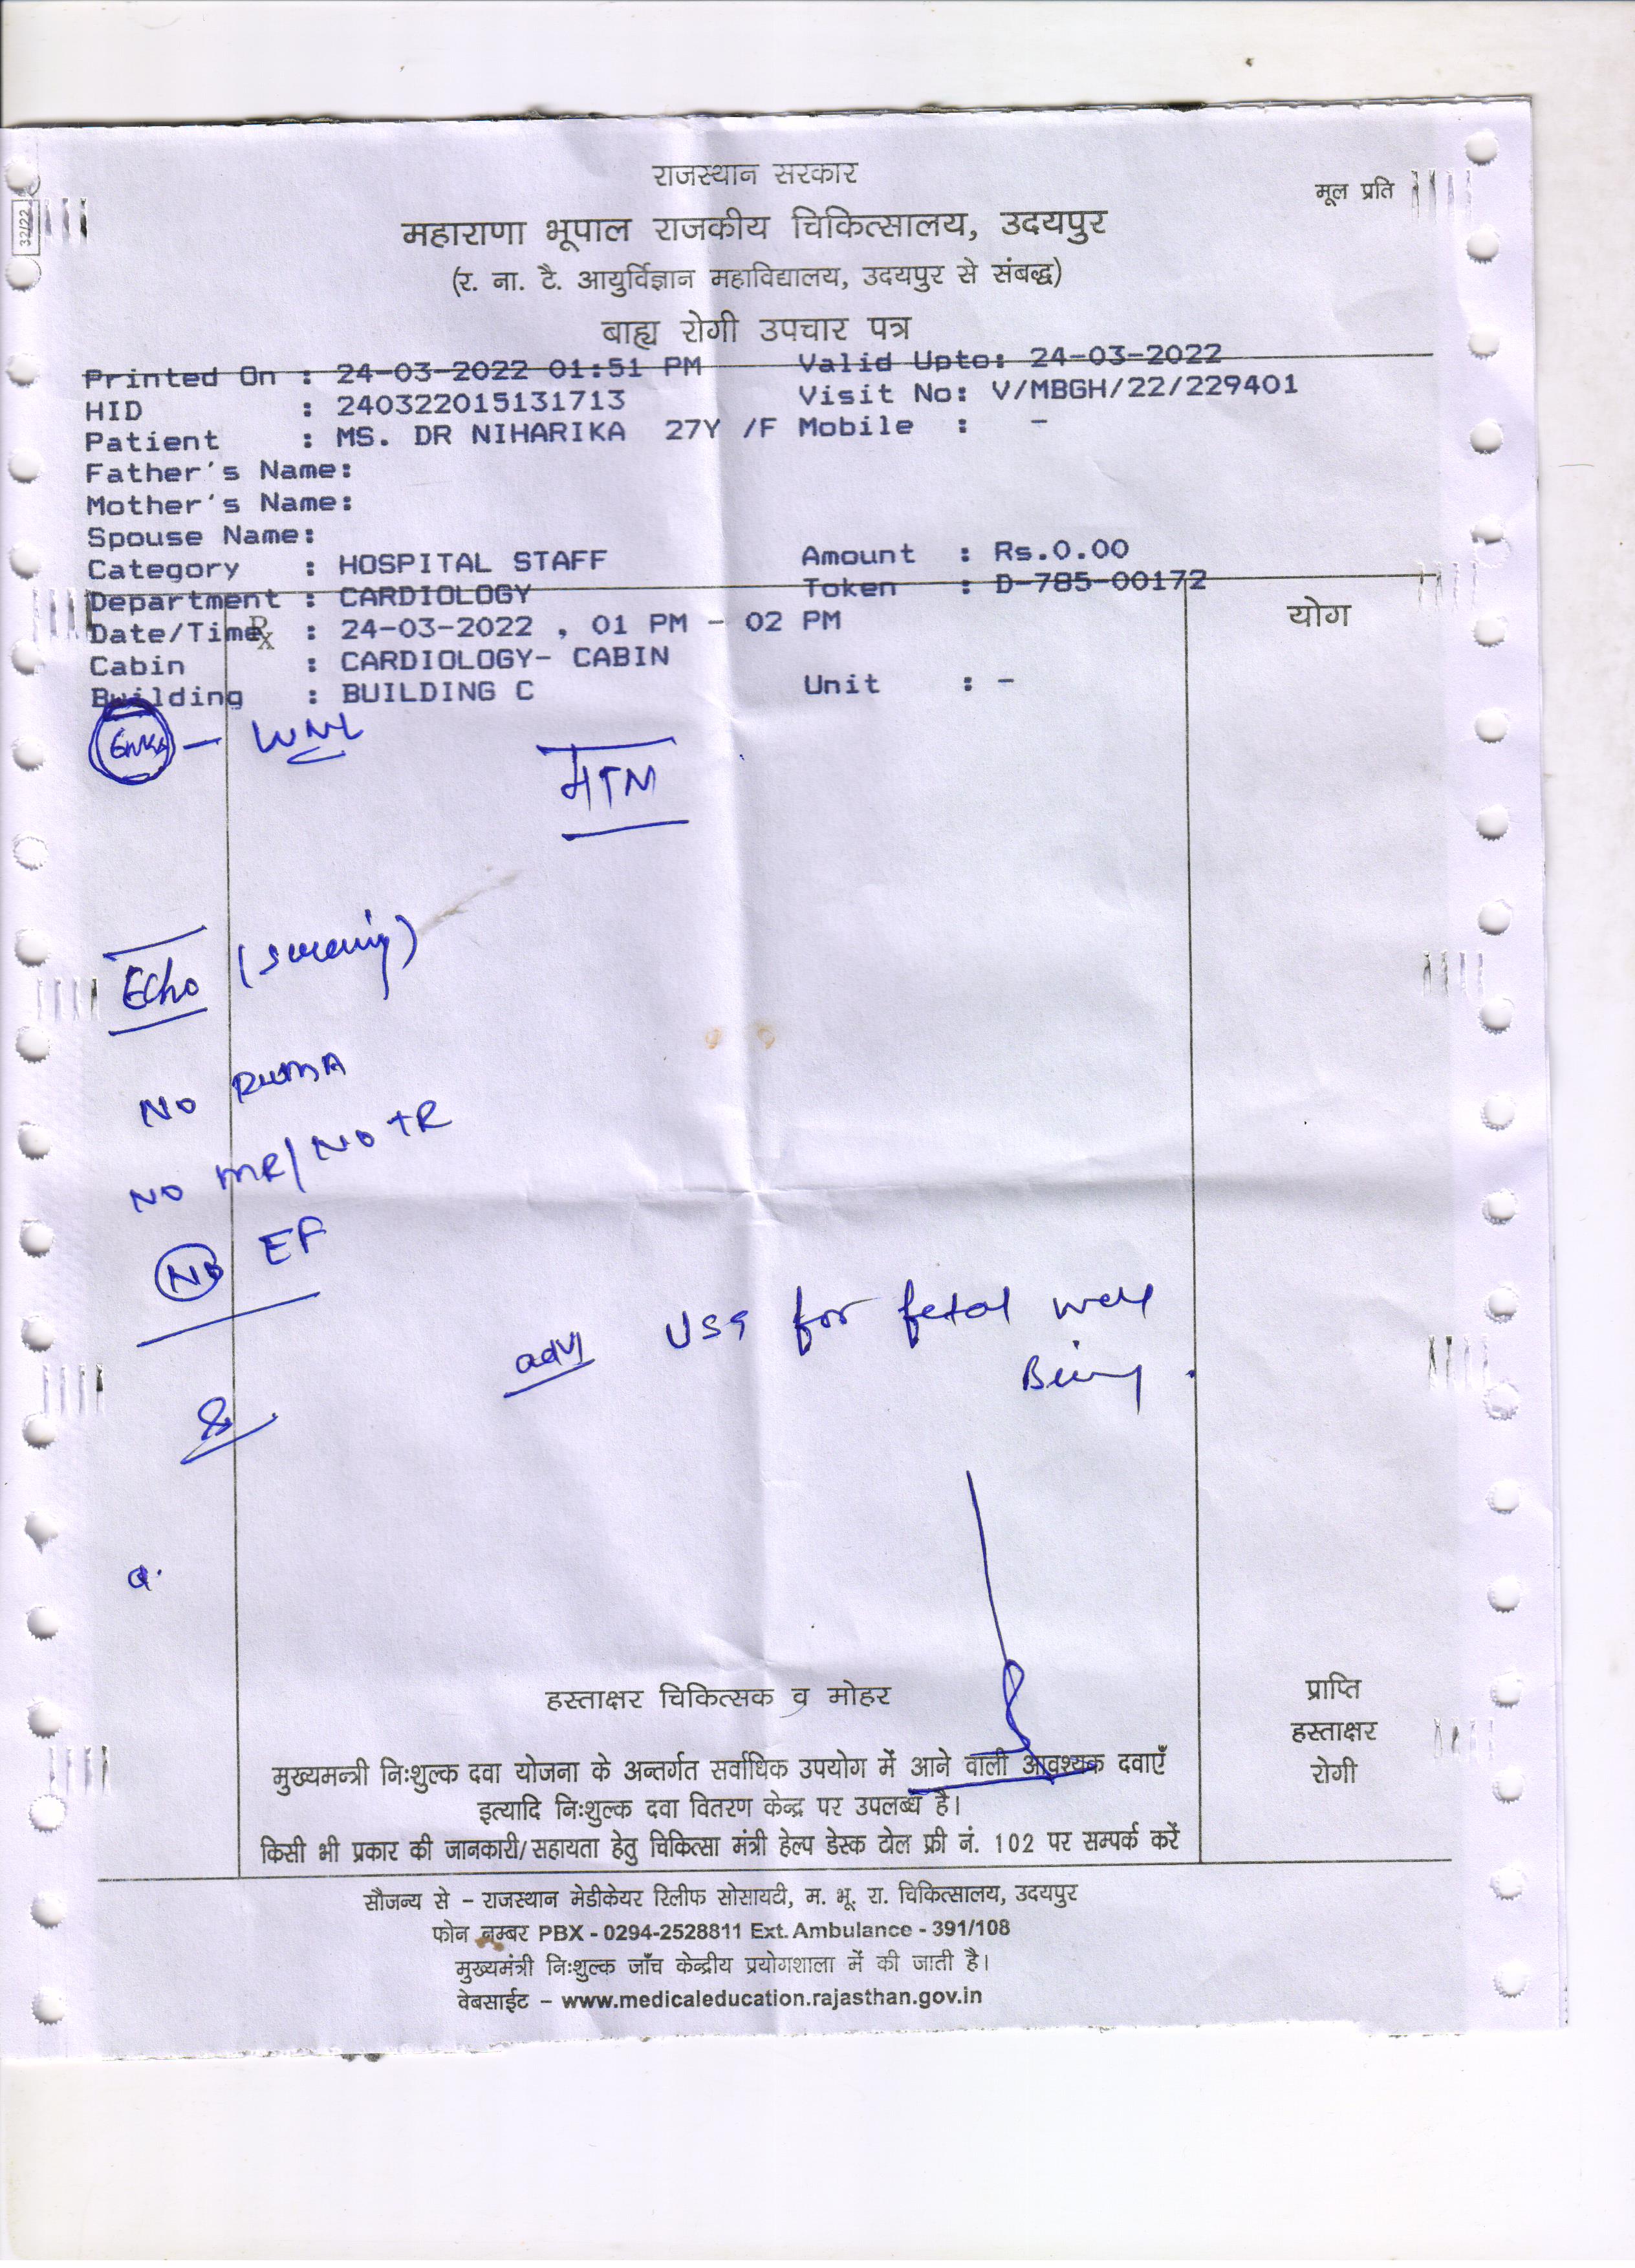 राजस्थान सरकार
मूल प्रति
महाराणा भूपाल राजकीय चिकित्सालय, उदयपुर
(र. ना. टै. आयुर्विज्ञान महाविद्यालय, उदयपुर से संबद्ध)
बाह्य रोगी उपचार पत्र
32/22
Printed On : 24-03-2022 01:51 PM Valid Upto: 24-03-2022
HID : 240322015131713 Visit No: V/MBGH/22/229401
Patient : MS. DR NIHARIKA 27Y /F Mobile : -
Father's Name:
Mother's Name:
Spouse Name:
Category : HOSPITAL STAFF Amount : Rs.0.00
Department : CARDIOLOGY Token : D-785-00172
योग
Date/Time : 24-03-2022 , 01 PM - 02 PM
Rx
Cabin : CARDIOLOGY- CABIN
Building : BUILDING C Unit : -
- WNL
Echo (screenig)
NO RWMA
NO MR/ NO TR
EF
adv USG for fetal well
Being.
हस्ताक्षर चिकित्सक व मोहर
प्राप्ति
हस्ताक्षर
रोगी
मुख्यमन्त्री निःशुल्क दवा योजना के अन्तर्गत सर्वाधिक उपयोग में आने वाली आवश्यक दवाएँ
इत्यादि निःशुल्क दवा वितरण केन्द्र पर उपलब्ध है।
किसी भी प्रकार की जानकारी/सहायता हेतु चिकित्सा मंत्री हेल्प डेस्क टोल फ्री नं. 102 पर सम्पर्क करें
सौजन्य से - राजस्थान मेडीकेयर रिलीफ सोसायटी, म. भू. रा. चिकित्सालय, उदयपुर
फोन नम्बर PBX - 0294-2528811 Ext. Ambulance - 391/108
मुख्यमंत्री निःशुल्क जाँच केन्द्रीय प्रयोगशाला में की जाती है।
वेबसाईट - www.medicaleducation.rajasthan.gov.in